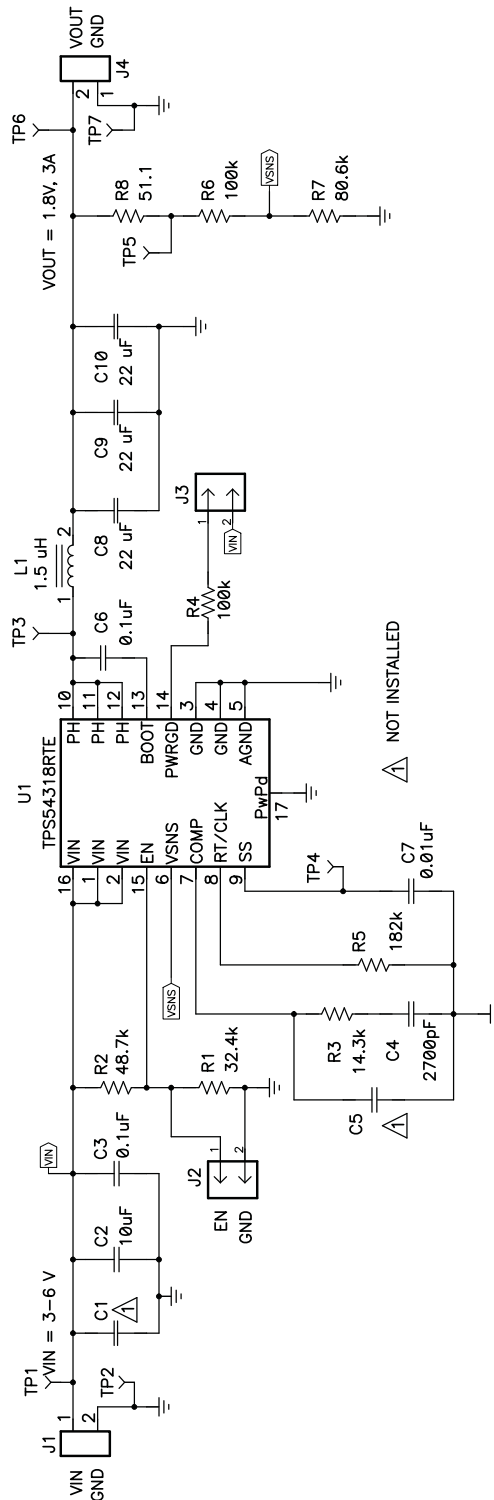 VIN
GND
J1
1
2
TP1
TP2
VIN = 3-6 V
C1
1
C2
10uF
C3
0.1uF
VIN
R2
48.7k
R1
32.4k
EN
GND
J2
1
2
U1
TPS54318RTE
16
VIN
1
VIN
2
VIN
15
EN
6
VSNS
7
COMP
8
RT/CLK
9
SS
PH
10
PH
11
PH
12
BOOT
13
PWRGD
14
GND
3
GND
4
AGND
5
PwPd
17
VSNS
C5
1
R3
14.3k
C4
2700pF
R5
182k
TP4
C7
0.01uF
1 NOT INSTALLED
TP3
C6
0.1uF
L1
1.5 uH
1
2
R4
100k
J3
1
2
VIN
C8
22 uF
C9
22 uF
C10
22 uF
VOUT = 1.8V, 3A
R8
51.1
TP5
R6
100k
VSNS
R7
80.6k
TP6
TP7
2
1
J4
VOUT
GND